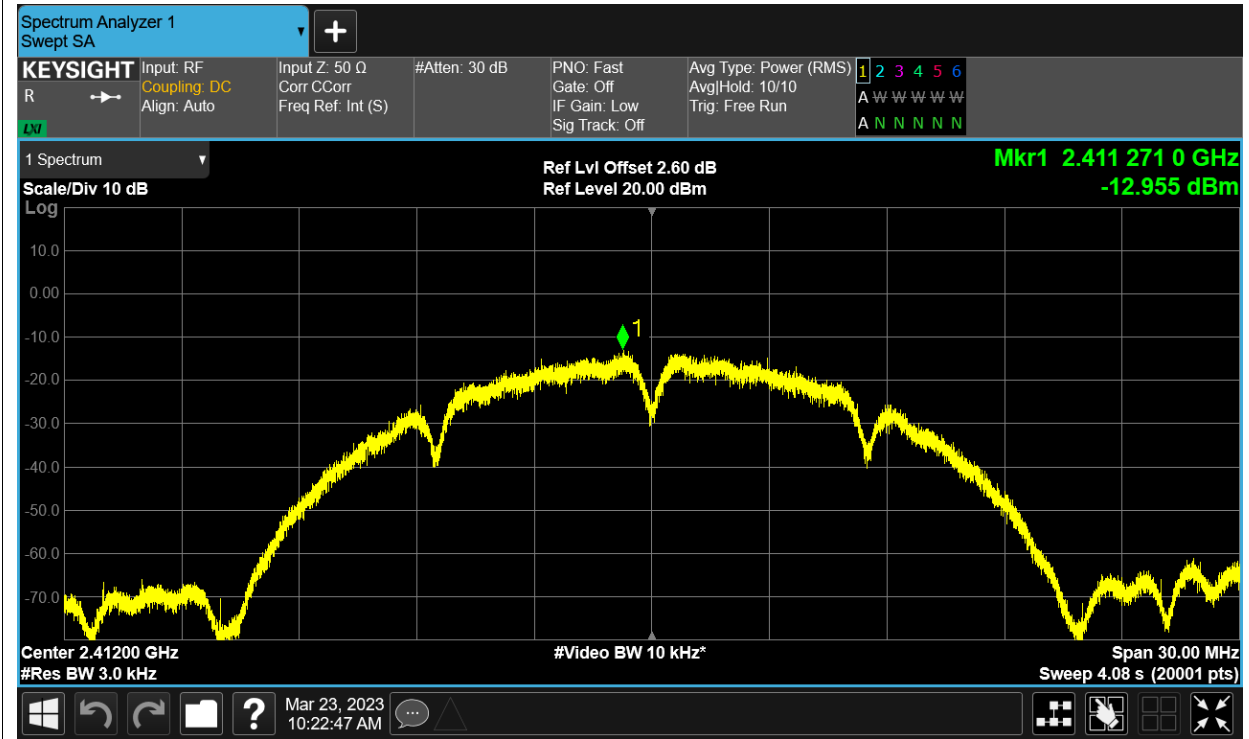 Spectrum Analyzer 1
Swept SA
KEYSIGHT
R
LXI
Input: RF
Coupling: DC
Align: Auto
Input Z: 50 Ω
Corr CCorr
Freq Ref: Int (S)
#Atten: 30 dB
PNO: Fast
Gate: Off
IF Gain: Low
Sig Track: Off
Avg Type: Power (RMS)
Avg|Hold: 10/10
Trig: Free Run
1 2 3 4 5 6
A W W W W W
A N N N N N
1 Spectrum
Scale/Div 10 dB
Ref Lvl Offset 2.60 dB
Ref Level 20.00 dBm
Mkr1 2.411 271 0 GHz
-12.955 dBm
Log
10.0
0.00
-10.0
-20.0
-30.0
-40.0
-50.0
-60.0
-70.0
1
Center 2.41200 GHz
#Res BW 3.0 kHz
#Video BW 10 kHz*
Span 30.00 MHz
Sweep 4.08 s (20001 pts)
?
Mar 23, 2023
10:22:47 AM